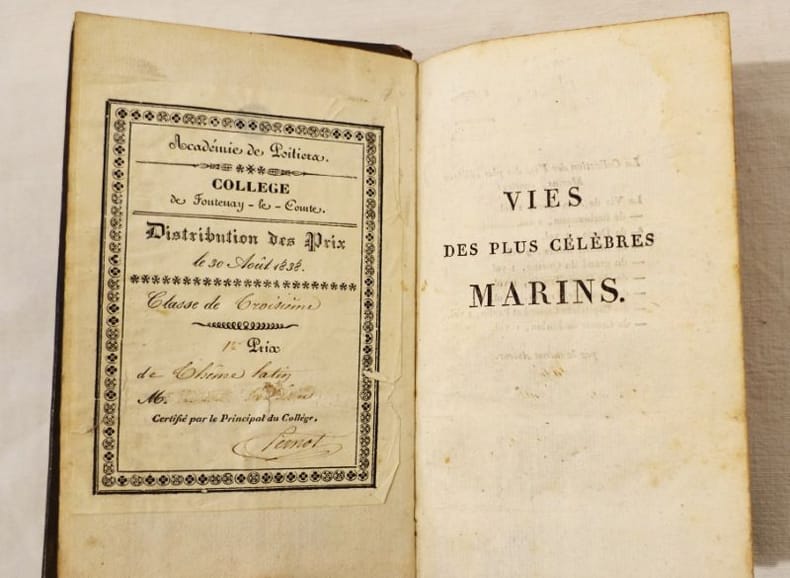 Académie de Poitiers.
COLLEGE
de Fontenay-le-Comte.
Distribution des Prix
le 30 Août 1838.
Classe de Troisième
1er Prix
de Thême latin
M.
Certifié par le Principal du Collège,
VIES
DES PLUS CÉLÈBRES
MARINS.